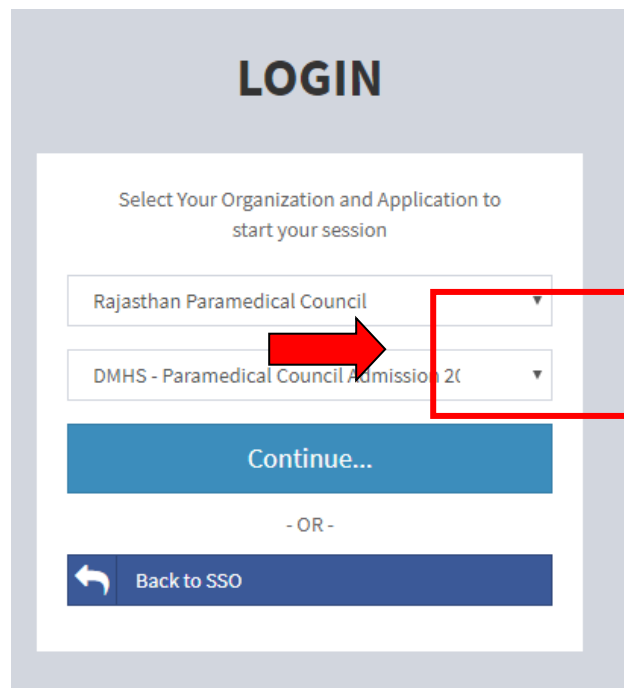 LOGIN
Select Your Organization and Application to
start your session
Rajasthan Paramedical Council
DMHS - Paramedical Council Admission 20
Continue...
- OR -
Back to SSO